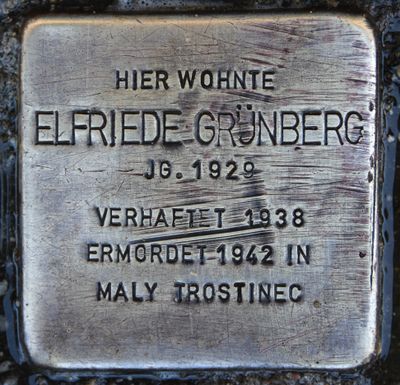 HIER WOHNTE
ELFRIEDE GRÜNBERG
JG. 1929
VERHAFTET 1938
ERMORDET 1942 IN
MALY TROSTINEC